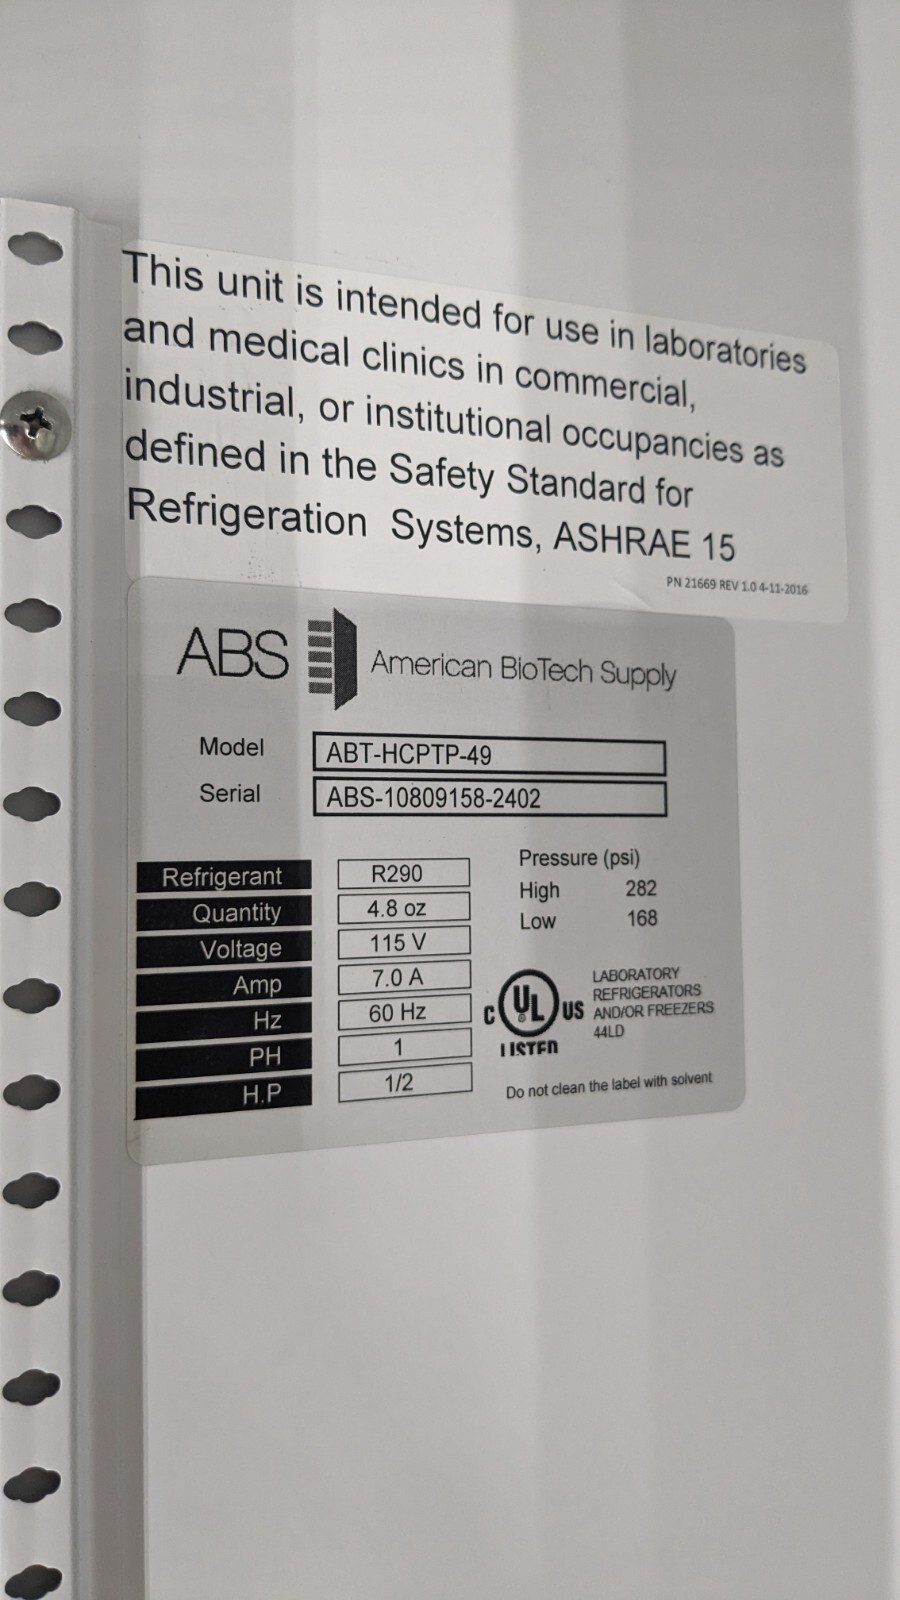 This unit is intended for use in laboratories
and medical clinics in commercial,
industrial, or institutional occupancies as
defined in the Safety Standard for
Refrigeration Systems, ASHRAE 15
PN 21669 REV 1.0 4-11-2016
ABS American BioTech Supply
Model ABT-HCPTP-49
Serial ABS-10809158-2402
Refrigerant R290
Quantity 4.8 oz
Voltage 115 V
Amp 7.0 A
Hz 60 Hz
PH 1
H.P 1/2
Pressure (psi)
High 282
Low 168
C UL® US
LISTED
LABORATORY
REFRIGERATORS
AND/OR FREEZERS
44LD
Do not clean the label with solvent